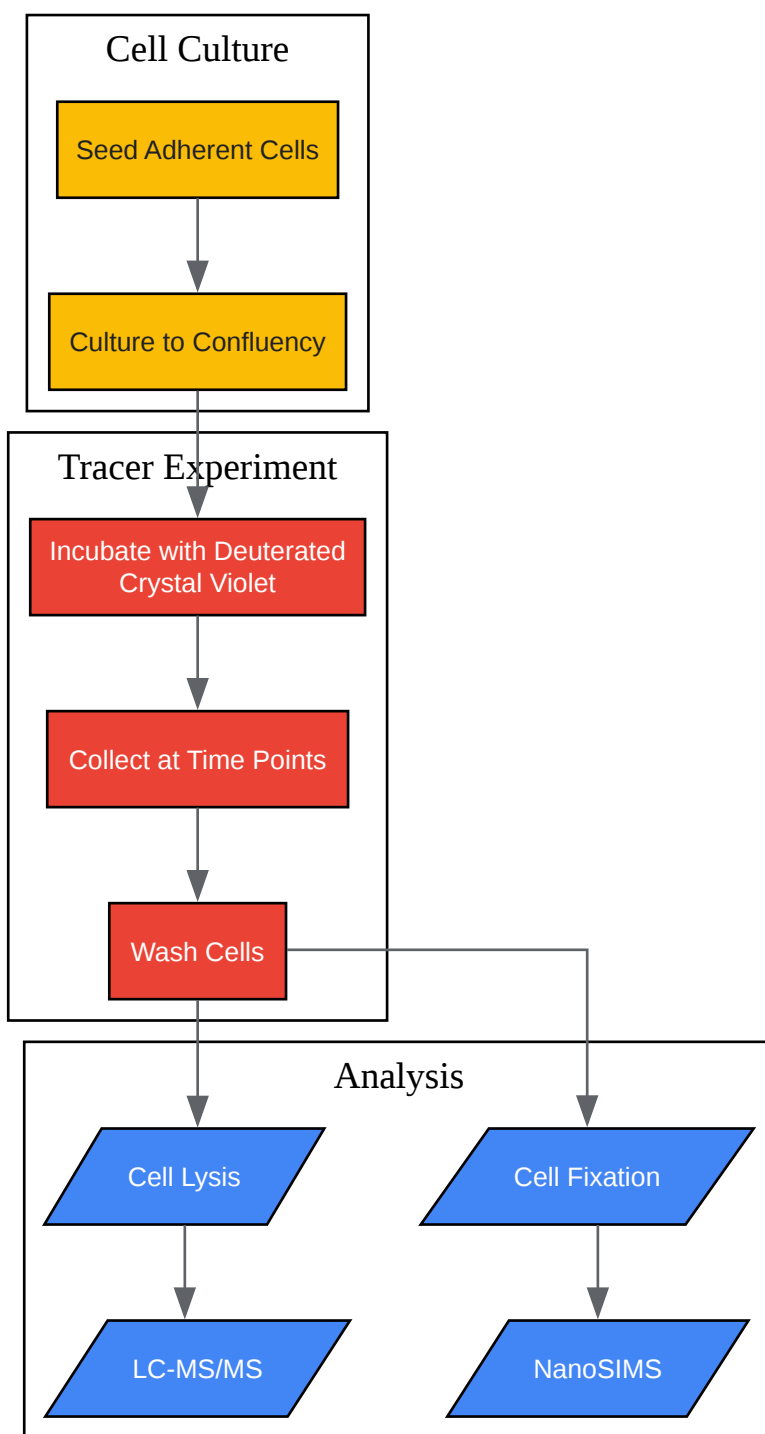 Cell Culture
Seed Adherent Cells
Culture to Confluency
Tracer Experiment
Incubate with Deuterated
Crystal Violet
Collect at Time Points
Wash Cells
Analysis
Cell Lysis
Cell Fixation
LC-MS/MS
NanoSIMS